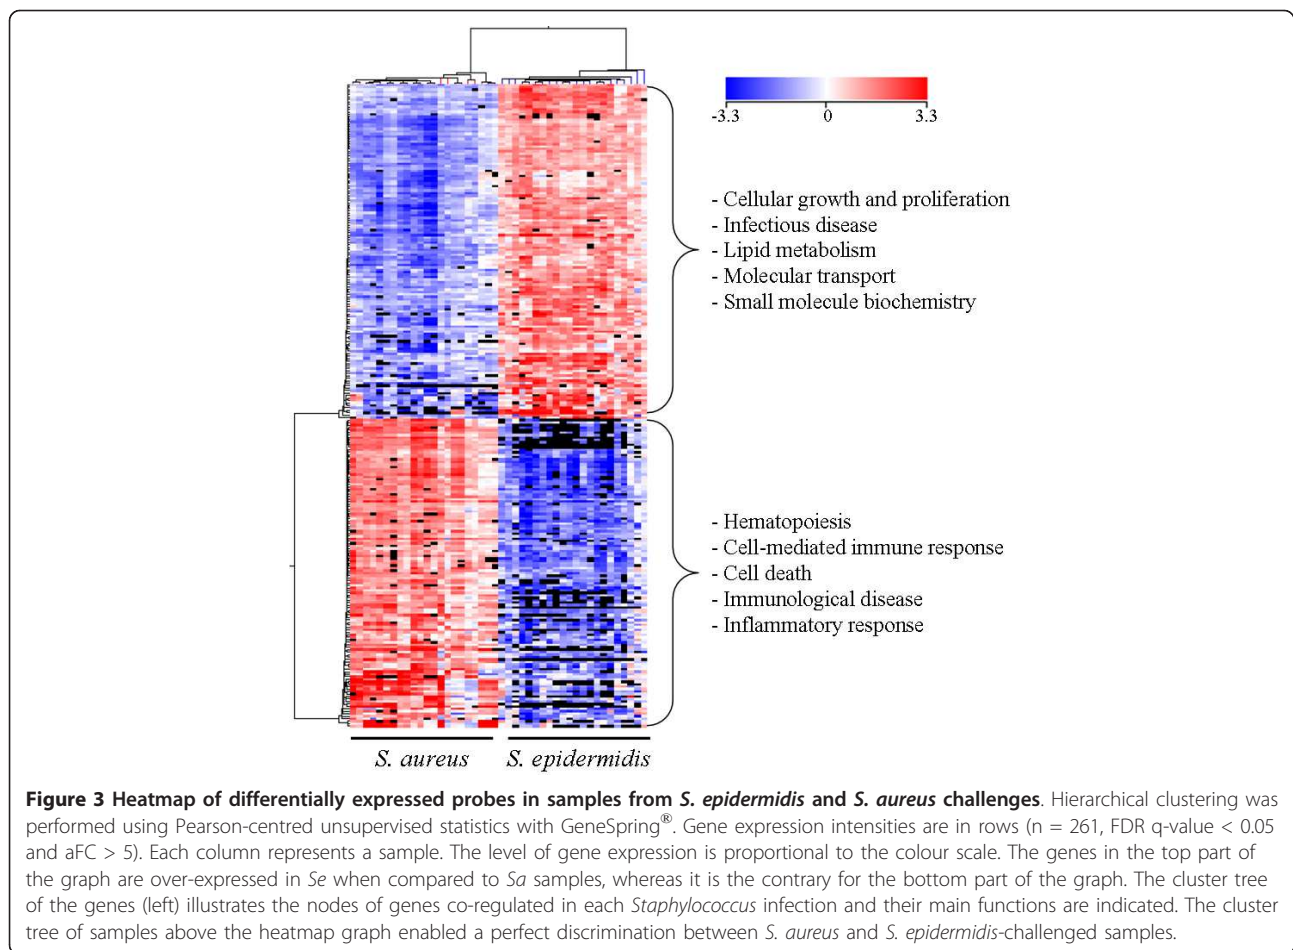 -3.3 0 3.3
- Cellular growth and proliferation
- Infectious disease
- Lipid metabolism
- Molecular transport
- Small molecule biochemistry
- Hematopoiesis
- Cell-mediated immune response
- Cell death
- Immunological disease
- Inflammatory response
S. aureus S. epidermidis
Figure 3 Heatmap of differentially expressed probes in samples from S. epidermidis and S. aureus challenges. Hierarchical clustering was
performed using Pearson-centred unsupervised statistics with GeneSpring®. Gene expression intensities are in rows (n = 261, FDR q-value < 0.05
and aFC > 5). Each column represents a sample. The level of gene expression is proportional to the colour scale. The genes in the top part of
the graph are over-expressed in Se when compared to Sa samples, whereas it is the contrary for the bottom part of the graph. The cluster tree
of the genes (left) illustrates the nodes of genes co-regulated in each Staphylococcus infection and their main functions are indicated. The cluster
tree of samples above the heatmap graph enabled a perfect discrimination between S. aureus and S. epidermidis-challenged samples.